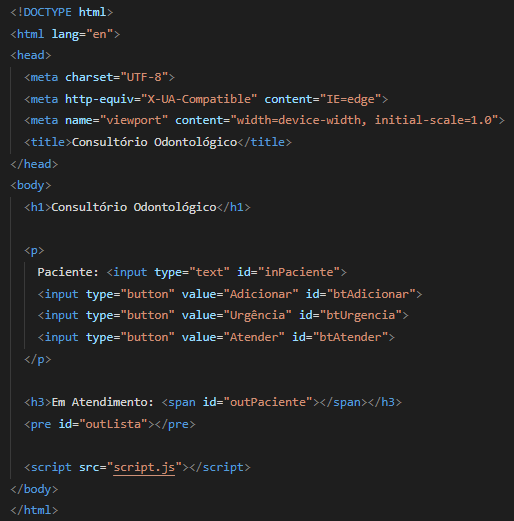 <!DOCTYPE html>
<html lang="en">
<head>
<meta charset="UTF-8">
<meta http-equiv="X-UA-Compatible" content="IE=edge">
<meta name="viewport" content="width=device-width, initial-scale=1.0">
<title>Consultório Odontológico</title>
</head>
<body>
<h1>Consultório Odontológico</h1>
<p>
Paciente: <input type="text" id="inPaciente">
<input type="button" value="Adicionar" id="btAdicionar">
<input type="button" value="Urgência" id="btUrgencia">
<input type="button" value="Atender" id="btAtender">
</p>
<h3>Em Atendimento: <span id="outPaciente"></span></h3>
<pre id="outLista"></pre>
<script src="script.js"></script>
</body>
</html>